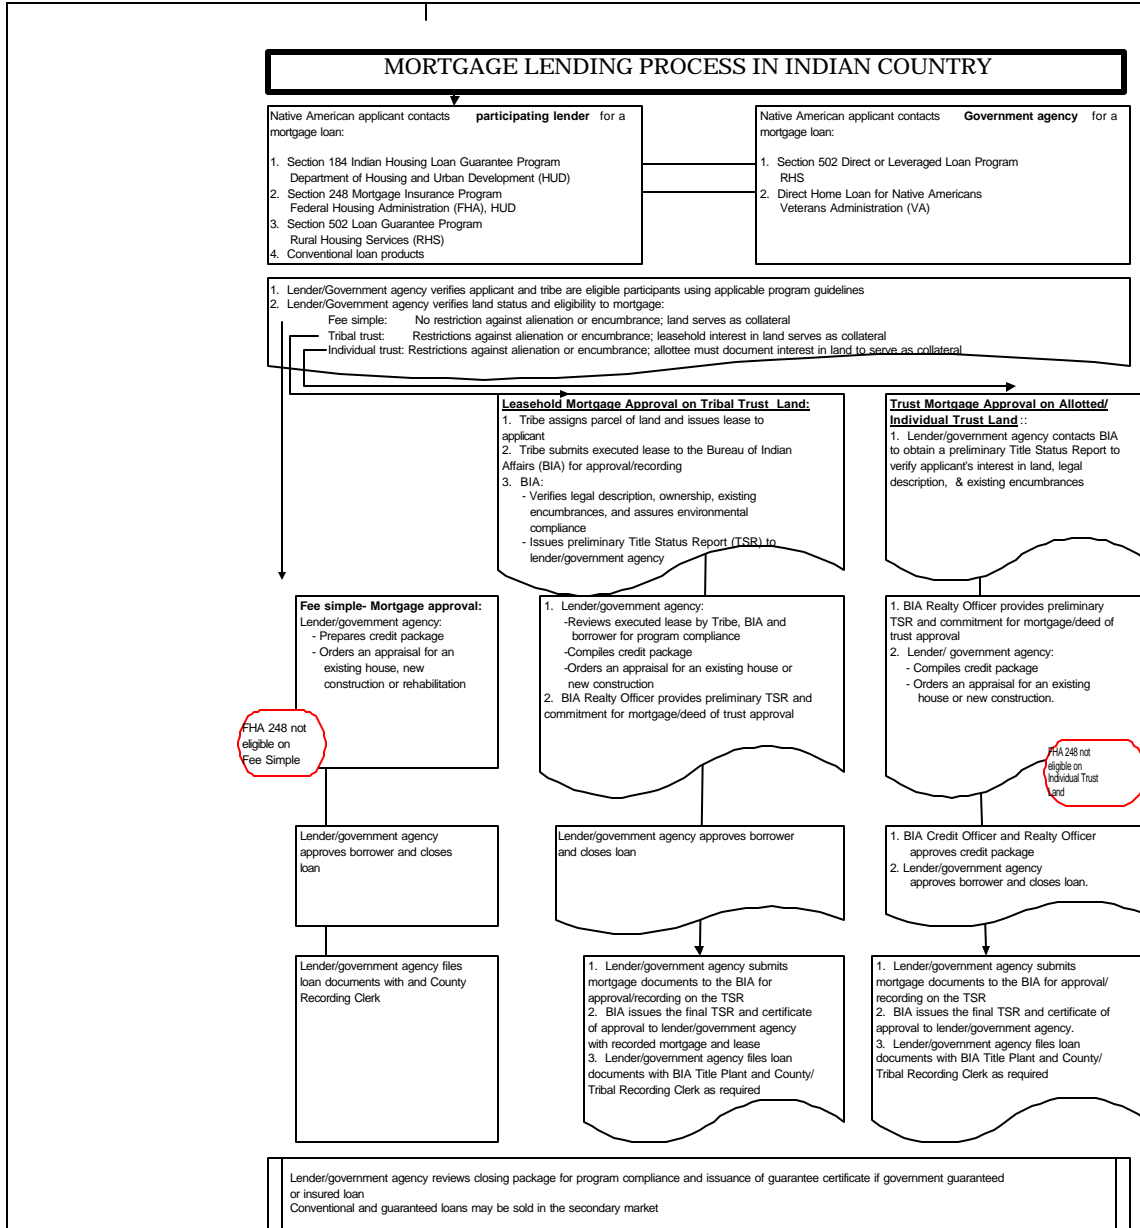 MORTGAGE LENDING PROCESS IN INDIAN COUNTRY
Native American applicant contacts participating lender for a
mortgage loan:
1. Section 184 Indian Housing Loan Guarantee Program
Department of Housing and Urban Development (HUD)
2. Section 248 Mortgage Insurance Program
Federal Housing Administration (FHA), HUD
3. Section 502 Loan Guarantee Program
Rural Housing Services (RHS)
4. Conventional loan products
Native American applicant contacts Government agency for a
mortgage loan:
1. Section 502 Direct or Leveraged Loan Program
RHS
2. Direct Home Loan for Native Americans
Veterans Administration (VA)
1. Lender/Government agency verifies applicant and tribe are eligible participants using applicable program guidelines
2. Lender/Government agency verifies land status and eligibility to mortgage:
Fee simple: No restriction against alienation or encumbrance; land serves as collateral
Tribal trust: Restrictions against alienation or encumbrance; leasehold interest in land serves as collateral
Individual trust: Restrictions against alienation or encumbrance; allottee must document interest in land to serve as collateral
Leasehold Mortgage Approval on Tribal Trust Land:
1. Tribe assigns parcel of land and issues lease to
applicant
2. Tribe submits executed lease to the Bureau of Indian
Affairs (BIA) for approval/recording
3. BIA:
- Verifies legal description, ownership, existing
encumbrances, and assures environmental
compliance
- Issues preliminary Title Status Report (TSR) to
lender/government agency
Trust Mortgage Approval on Allotted/
Individual Trust Land::
1. Lender/government agency contacts BIA
to obtain a preliminary Title Status Report to
verify applicant's interest in land, legal
description, & existing encumbrances
Fee simple- Mortgage approval:
Lender/government agency:
- Prepares credit package
- Orders an appraisal for an
existing house, new
construction or rehabilitation
FHA 248 not
eligible on
Fee Simple
1. Lender/government agency:
-Reviews executed lease by Tribe, BIA and
borrower for program compliance
-Compiles credit package
-Orders an appraisal for an existing house or
new construction
2. BIA Realty Officer provides preliminary TSR and
commitment for mortgage/deed of trust approval
1. BIA Realty Officer provides preliminary
TSR and commitment for mortgage/deed of
trust approval
2. Lender/ government agency:
- Compiles credit package
- Orders an appraisal for an existing
house or new construction.
FHA 248 not
eligible on
Individual Trust
Land
Lender/government agency
approves borrower and closes
loan
Lender/government agency approves borrower
and closes loan
1. BIA Credit Officer and Realty Officer
approves credit package
2. Lender/government agency
approves borrower and closes loan.
Lender/government agency files
loan documents with and County
Recording Clerk
1. Lender/government agency submits
mortgage documents to the BIA for
approval/recording on the TSR
2. BIA issues the final TSR and certificate
of approval to lender/government agency
with recorded mortgage and lease
3. Lender/government agency files loan
documents with BIA Title Plant and County/
Tribal Recording Clerk as required
1. Lender/government agency submits
mortgage documents to the BIA for approval/
recording on the TSR
2. BIA issues the final TSR and certificate of
approval to lender/government agency.
3. Lender/government agency files loan
documents with BIA Title Plant and County/
Tribal Recording Clerk as required
Lender/government agency reviews closing package for program compliance and issuance of guarantee certificate if government guaranteed
or insured loan
Conventional and guaranteed loans may be sold in the secondary market